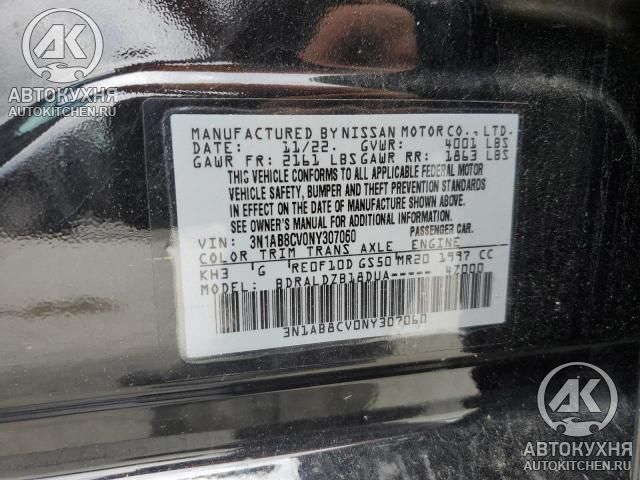 AK
АВТОКУХНЯ
AUTOKITCHEN.RU
MANUFACTURED BY NISSAN MOTOR CO., LTD.
DATE: 11/22. GVWR: 4001 LBS
GAWR FR: 2161 LBS GAWR RR: 1863 LBS
THIS VEHICLE CONFORMS TO ALL APPLICABLE FEDERAL MOTOR
VEHICLE SAFETY, BUMPER AND THEFT PREVENTION STANDARDS
IN EFFECT ON THE DATE OF MANUFACTURE SHOWN ABOVE.
SEE OWNER'S MANUAL FOR ADDITIONAL INFORMATION.
VIN: 3N1AB8CV0NY307060 PASSENGER CAR.
COLOR TRIM TRANS AXLE ENGINE
KH3 G RE0F10D GS50 MR20 1997 CC
MODEL: BDRALDZB18DUA----- 47000
3N1AB8CV0NY307060
AK
АВТОКУХНЯ
AUTOKITCHEN.RU